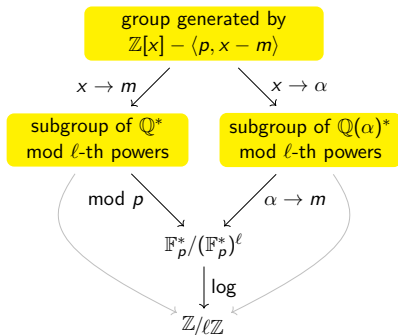 group generated by
ℤ[x] − ⟨p, x − m⟩
x → m
x → α
subgroup of ℚ*
mod ℓ-th powers
subgroup of ℚ(α)*
mod ℓ-th powers
mod p
α → m
𝔽ₚ*/(𝔽ₚ*)^ℓ
log
ℤ/ℓℤ